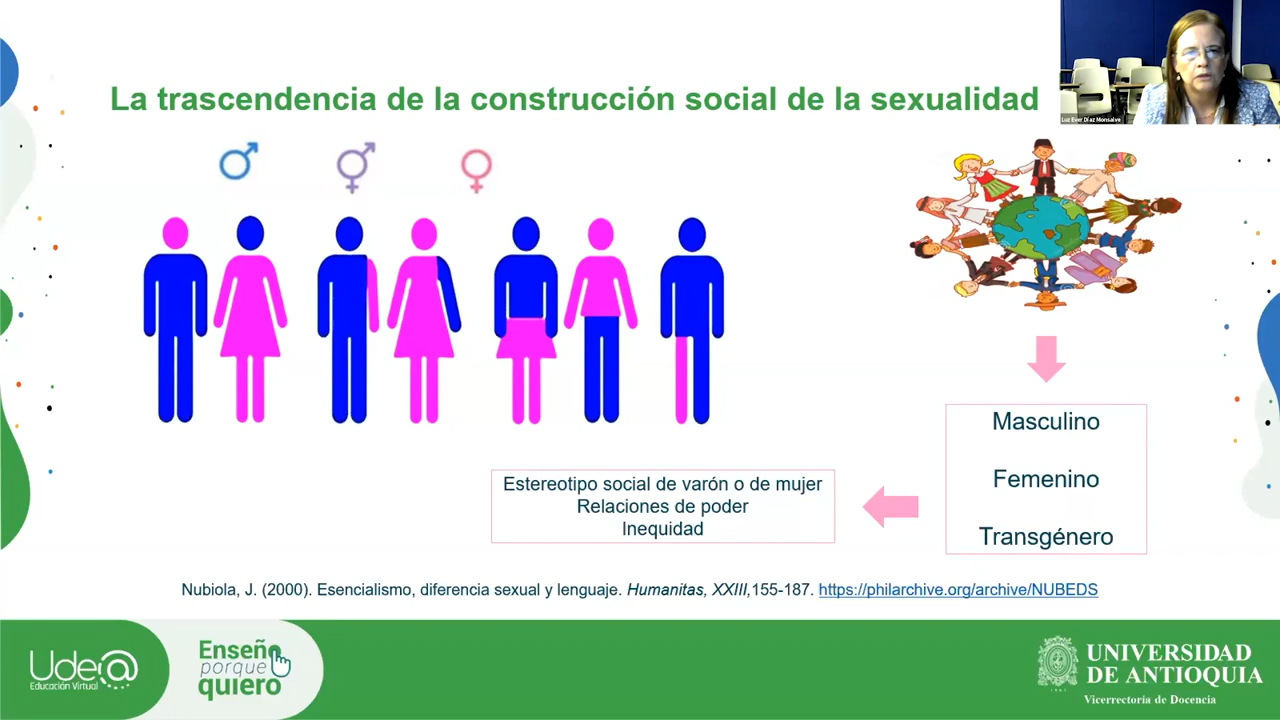 La trascendencia de la construcción social de la sexualidad
Luz Ever Díaz Monsalve
Masculino
Femenino
Transgénero
Estereotipo social de varón o de mujer
Relaciones de poder
Inequidad
Nubiola, J. (2000). Esencialismo, diferencia sexual y lenguaje. Humanitas, XXIII,155-187. https://philarchive.org/archive/NUBEDS
Ude@
Educación Virtual
Enseño
porque
quiero
UNIVERSIDAD
DE ANTIOQUIA
Vicerrectoría de Docencia